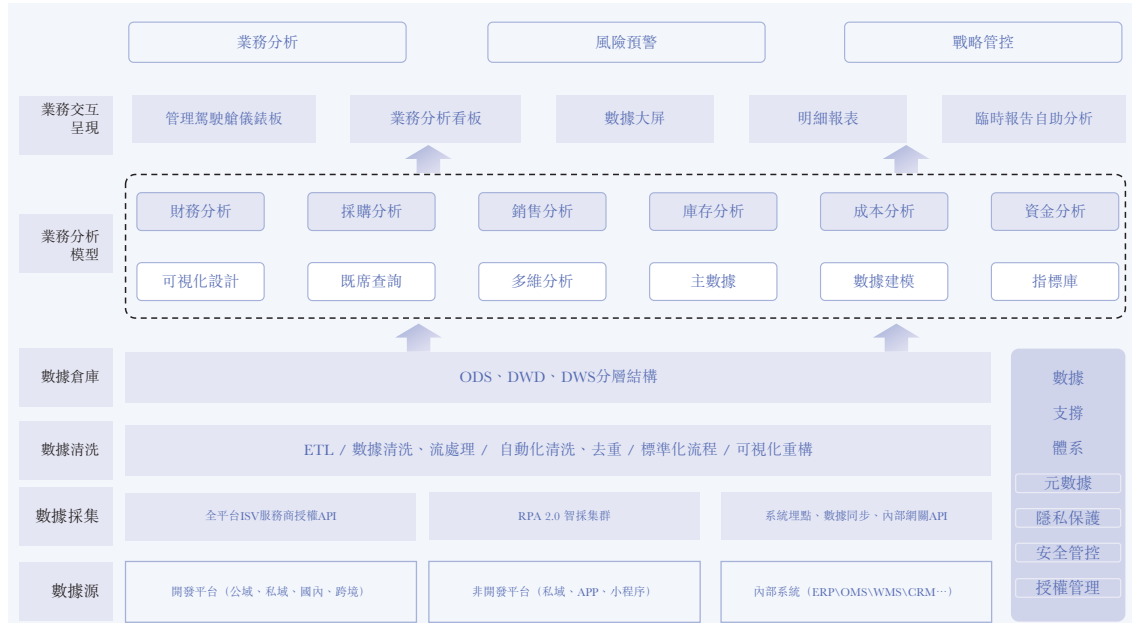 業務分析
風險預警
戰略管控
業務交互
呈現
管理駕駛艙儀錶板
業務分析看板
數據大屏
明細報表
臨時報告自助分析
業務分析
模型
財務分析
採購分析
銷售分析
庫存分析
成本分析
資金分析
可視化設計
既席查詢
多維分析
主數據
數據建模
指標庫
數據倉庫
ODS、DWD、DWS分層結構
數據清洗
ETL / 數據清洗、流處理 / 自動化清洗、去重 / 標準化流程 / 可視化重構
數據採集
全平台ISV服務商授權API
RPA 2.0 智採集群
系統埋點、數據同步、內部網關API
數據源
開發平台（公域、私域、國內、跨境）
非開發平台（私域、APP、小程序）
內部系統（ERP\OMS\WMS\CRM…）
數據
支撐
體系
元數據
隱私保護
安全管控
授權管理